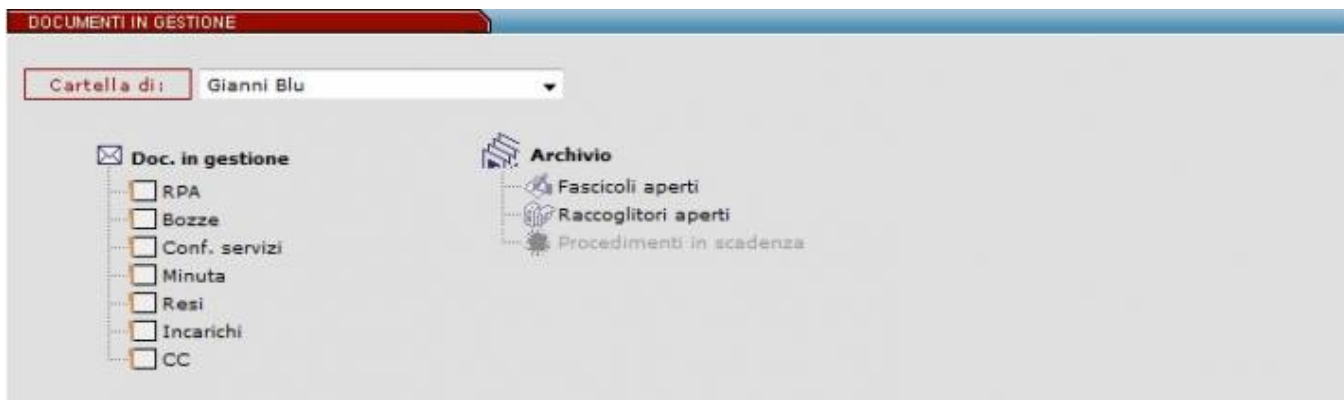 DOCUMENTI IN GESTIONE
Cartella di: Gianni Blu
Doc. in gestione
RPA
Bozze
Conf. servizi
Minuta
Resi
Incarichi
CC
Archivio
Fascicoli aperti
Raccoglitori aperti
Procedimenti in scadenza